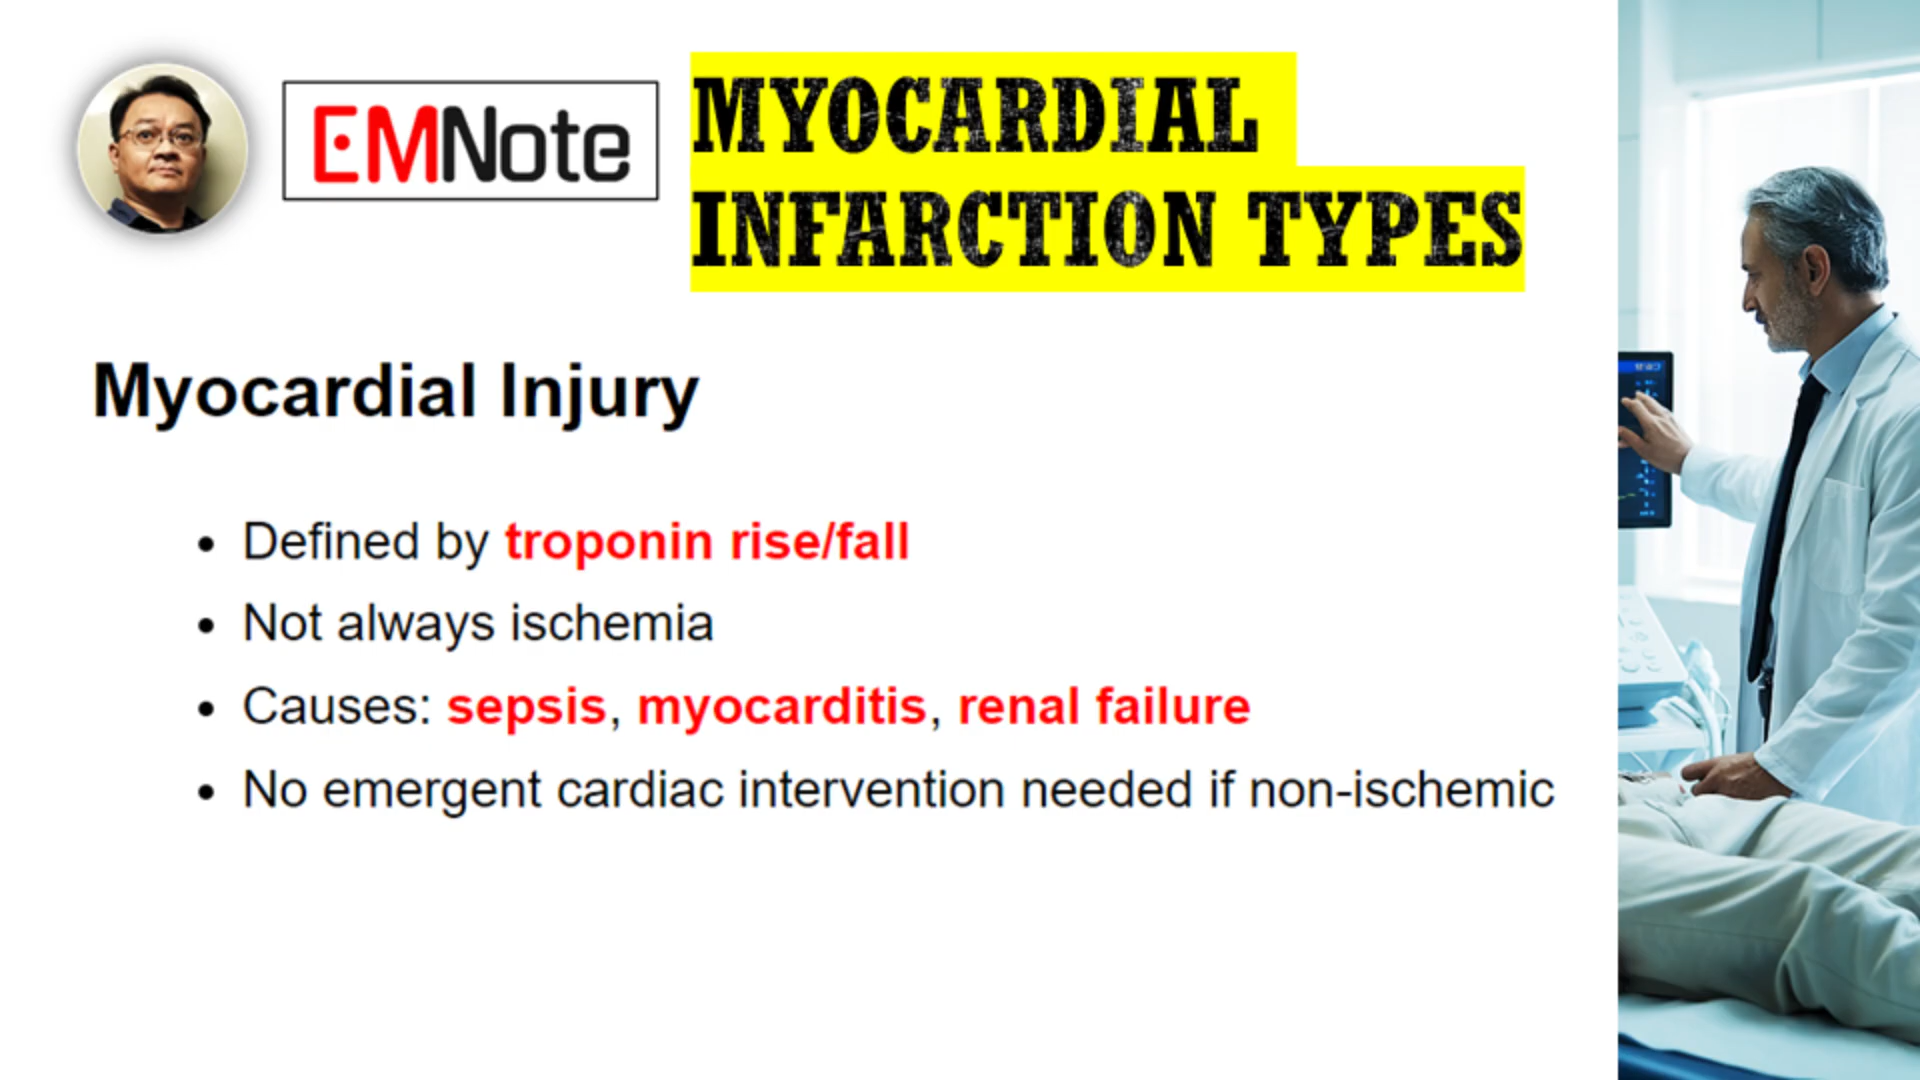 EMNote
MYOCARDIAL
INFARCTION TYPES
Myocardial Injury
• Defined by troponin rise/fall
• Not always ischemia
• Causes: sepsis, myocarditis, renal failure
• No emergent cardiac intervention needed if non-ischemic